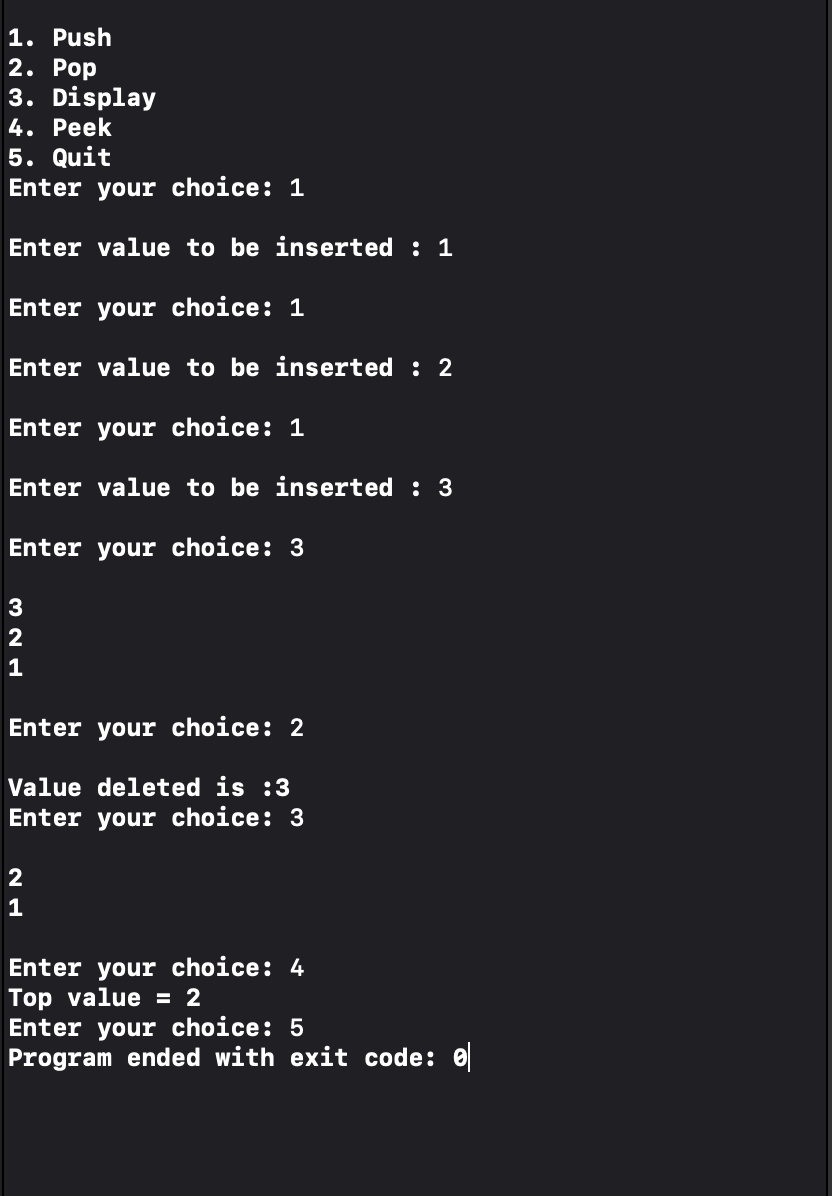 1. Push
2. Pop
3. Display
4. Peek
5. Quit
Enter your choice: 1
Enter value to be inserted : 1
Enter your choice: 1
Enter value to be inserted : 2
Enter your choice: 1
Enter value to be inserted : 3
Enter your choice: 3
3
2
1
Enter your choice: 2
Value deleted is :3
Enter your choice: 3
2
1
Enter your choice: 4
Top value = 2
Enter your choice: 5
Program ended with exit code: 0